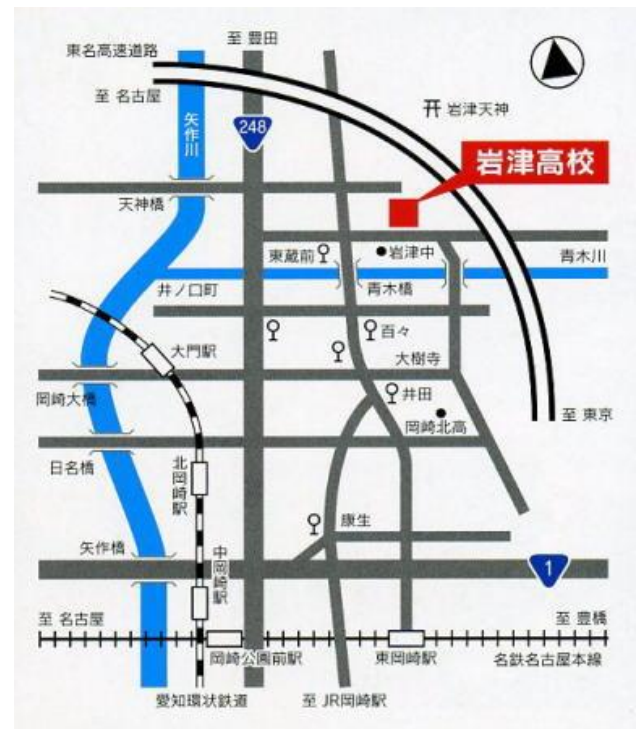 至 豊田
東名高速道路
至 名古屋
矢作川
248
岩津天神
岩津高校
天神橋
東蔵前
岩津中
青木川
井ノ口町
青木橋
百々
大門駅
大樹寺
岡崎大橋
井田
至 東京
岡崎北高
日名橋
北岡崎駅
康生
矢作橋
中岡崎駅
1
至 名古屋
至 豊橋
岡崎公園前駅
東岡崎駅
名鉄名古屋本線
愛知環状鉄道
至 JR岡崎駅